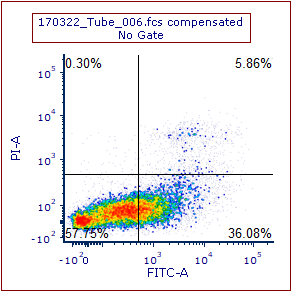 170322_Tube_006.fcs compensated
No Gate
0.30% 5.86%
10^5
10^4
PI-A
10^3
10^2
-10^2
57.75% 36.08%
-10^2 10^2 10^3 10^4 10^5
FITC-A